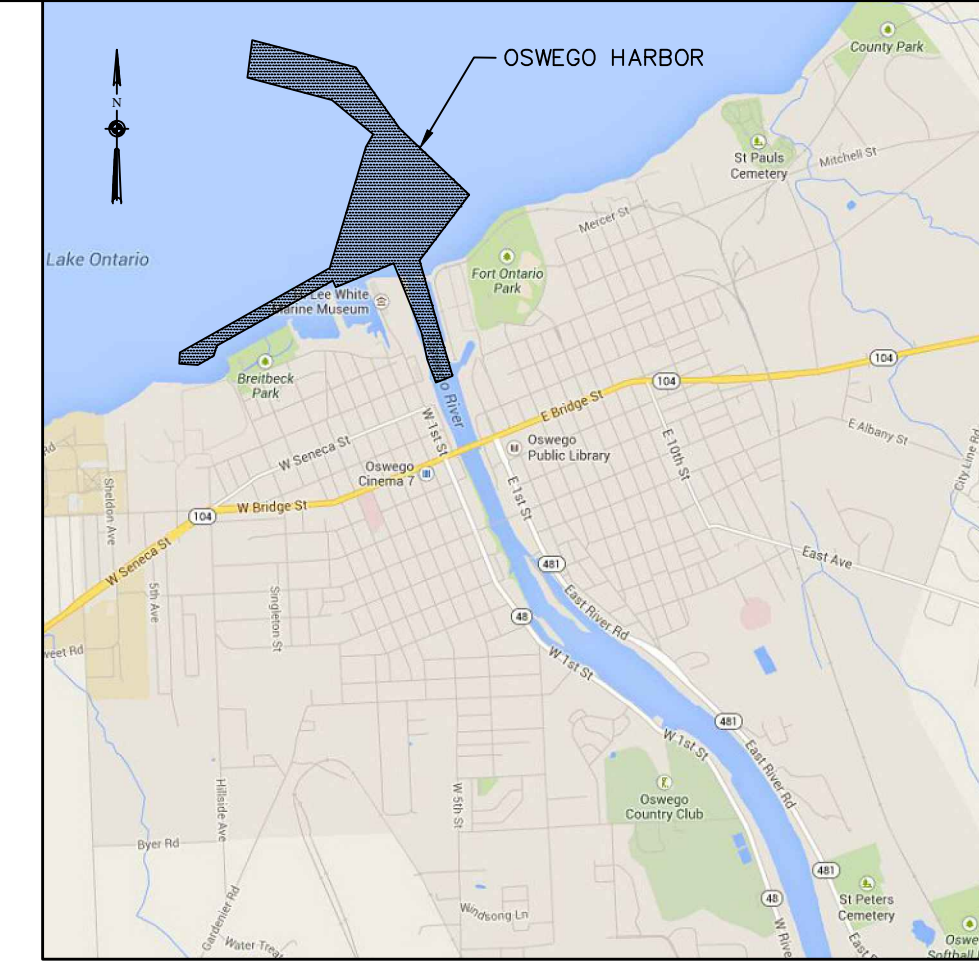 OSWEGO HARBOR
County Park
N
St Pauls
Cemetery
Mitchell St
Mercer St
Lake Ontario
Fort Ontario
Park
Lee White
Marine Museum
Breitbeck
Park
104
104
River
E Bridge St
W 1st St
W Seneca St
Oswego
Public Library
E 10th St
E Albany St
City Line Rd
Oswego
Cinema 7
E 1st St
Sheldon Ave
W Bridge St
104
W Seneca St
East Ave
481
5th Ave
Singleton St
East River Rd
48
Rd
W 1st St
481
W 1st St
East River Rd
Hillside Ave
W 5th St
Oswego
Country Club
Byer Rd
481
48
St Peters
Cemetery
Gardenier Rd
Windsong Ln
Water Trea
W Rive
East
Oswe
Softball